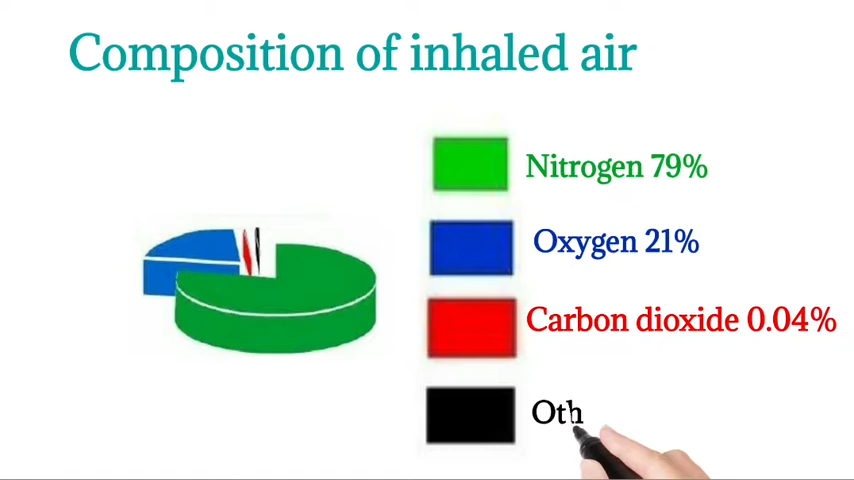 Composition of inhaled air
Nitrogen 79%
Oxygen 21%
Carbon dioxide 0.04%
Oth